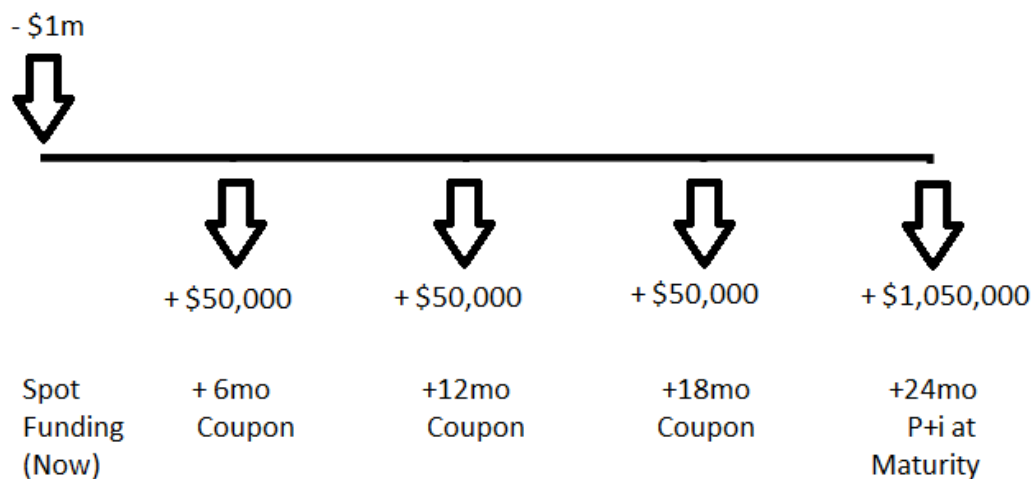 - $1m
+ $50,000
+ $50,000
+ $50,000
+ $1,050,000
Spot
Funding
(Now)
+ 6mo
Coupon
+12mo
Coupon
+18mo
Coupon
+24mo
P+i at
Maturity